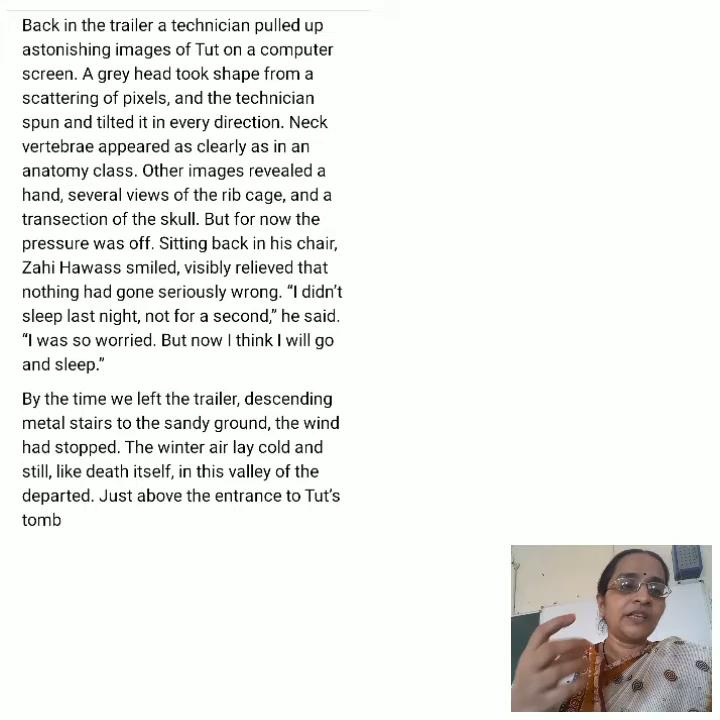 Back in the trailer a technician pulled up
astonishing images of Tut on a computer
screen. A grey head took shape from a
scattering of pixels, and the technician
spun and tilted it in every direction. Neck
vertebrae appeared as clearly as in an
anatomy class. Other images revealed a
hand, several views of the rib cage, and a
transection of the skull. But for now the
pressure was off. Sitting back in his chair,
Zahi Hawass smiled, visibly relieved that
nothing had gone seriously wrong. “I didn’t
sleep last night, not for a second,” he said.
“I was so worried. But now I think I will go
and sleep.”
By the time we left the trailer, descending
metal stairs to the sandy ground, the wind
had stopped. The winter air lay cold and
still, like death itself, in this valley of the
departed. Just above the entrance to Tut’s
tomb